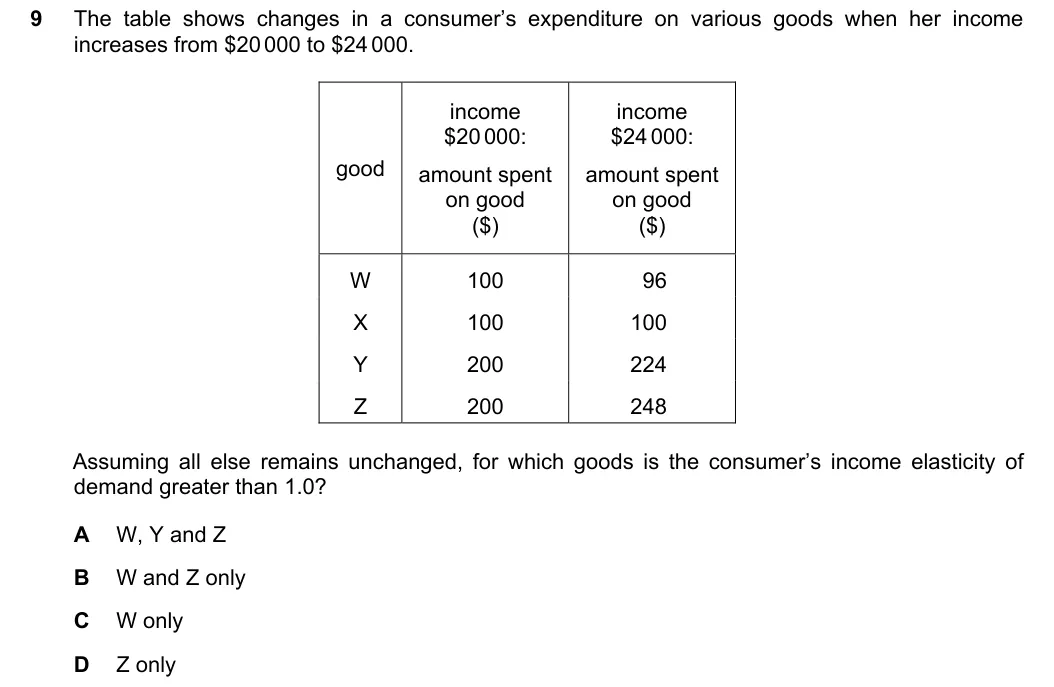 9 The table shows changes in a consumer’s expenditure on various goods when her income
increases from $20 000 to $24 000.
good
income
$20 000:
amount spent
on good
($)
income
$24 000:
amount spent
on good
($)
W 100 96
X 100 100
Y 200 224
Z 200 248
Assuming all else remains unchanged, for which goods is the consumer’s income elasticity of
demand greater than 1.0?
A W, Y and Z
B W and Z only
C W only
D Z only